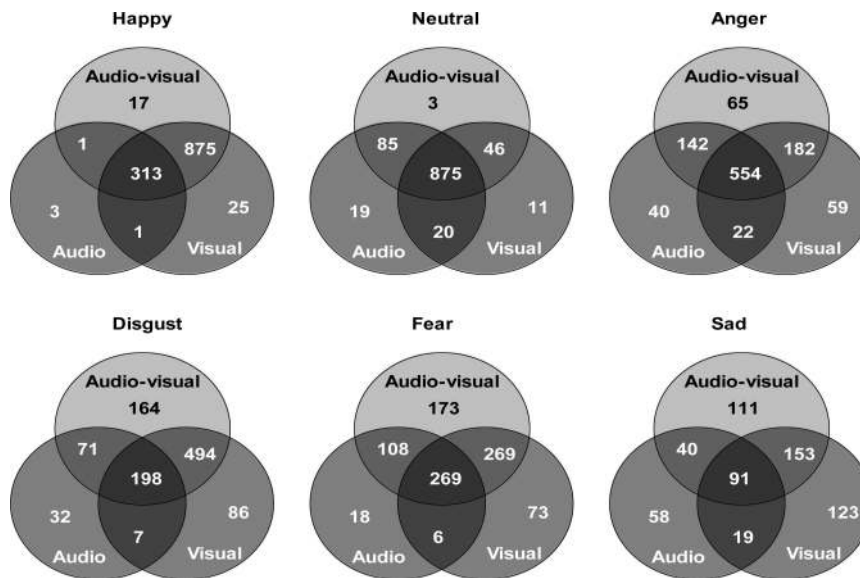 Happy Neutral Anger
Audio-visual Audio-visual Audio-visual
17 3 65
1 875 85 46 142 182
313 875 554
3 25 19 11 40 59
1 20 22
Audio Visual Audio Visual Audio Visual
Disgust Fear Sad
Audio-visual Audio-visual Audio-visual
164 173 111
71 494 108 269 40 153
198 269 91
32 86 18 73 58 123
7 6 19
Audio Visual Audio Visual Audio Visual